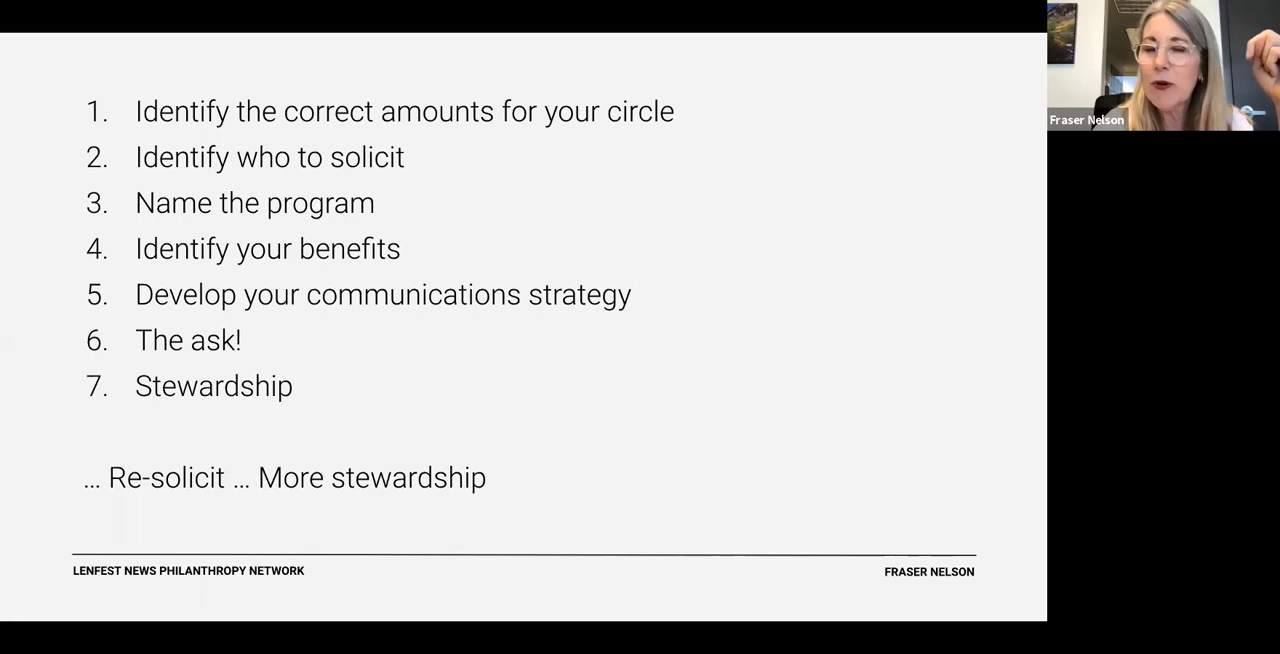 1. Identify the correct amounts for your circle
2. Identify who to solicit
3. Name the program
4. Identify your benefits
5. Develop your communications strategy
6. The ask!
7. Stewardship
... Re-solicit ... More stewardship
LENFEST NEWS PHILANTHROPY NETWORK
FRASER NELSON
Fraser Nelson